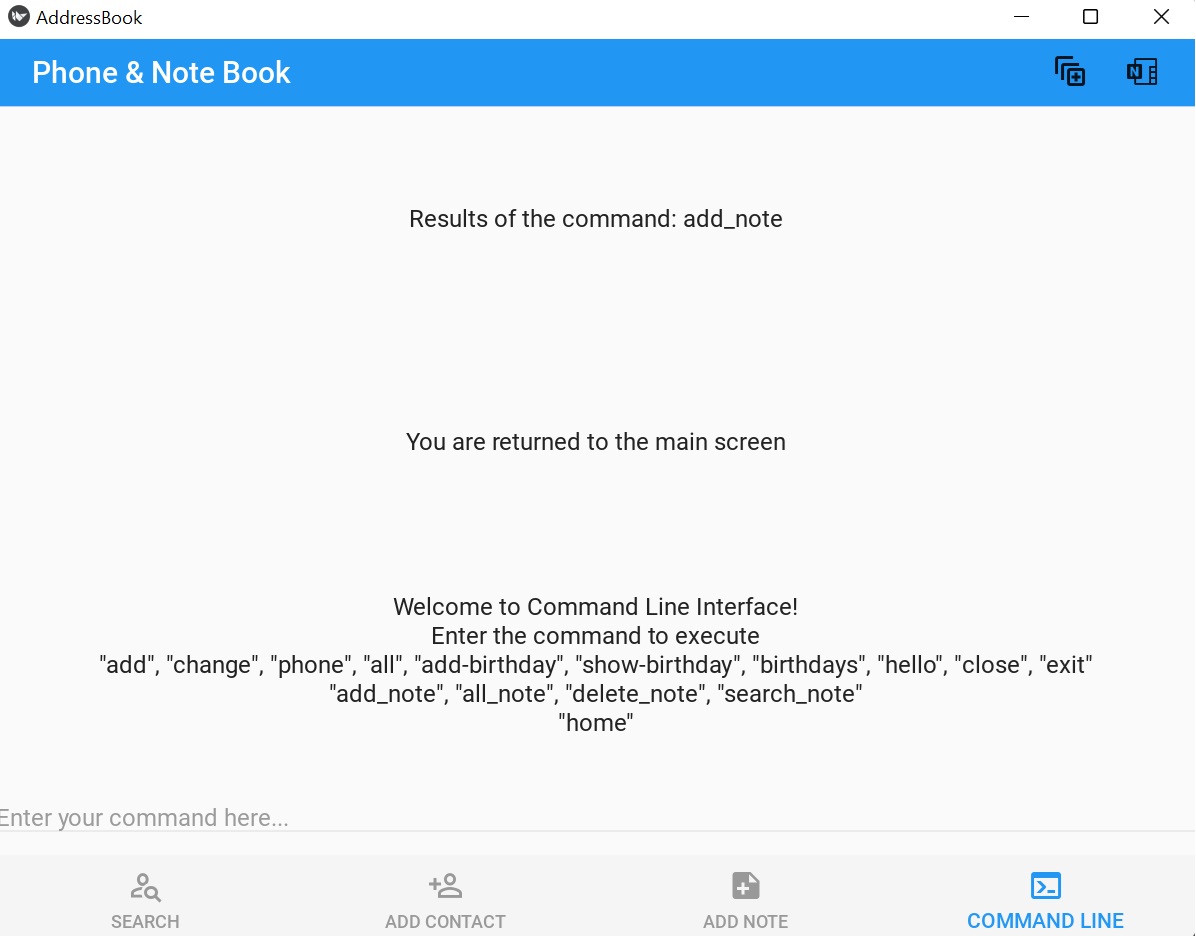 AddressBook
Phone & Note Book
N
Results of the command: add_note
You are returned to the main screen
Welcome to Command Line Interface!
Enter the command to execute
"add", "change", "phone", "all", "add-birthday", "show-birthday", "birthdays", "hello", "close", "exit"
"add_note", "all_note", "delete_note", "search_note"
"home"
Enter your command here...
SEARCH
ADD CONTACT
ADD NOTE
COMMAND LINE